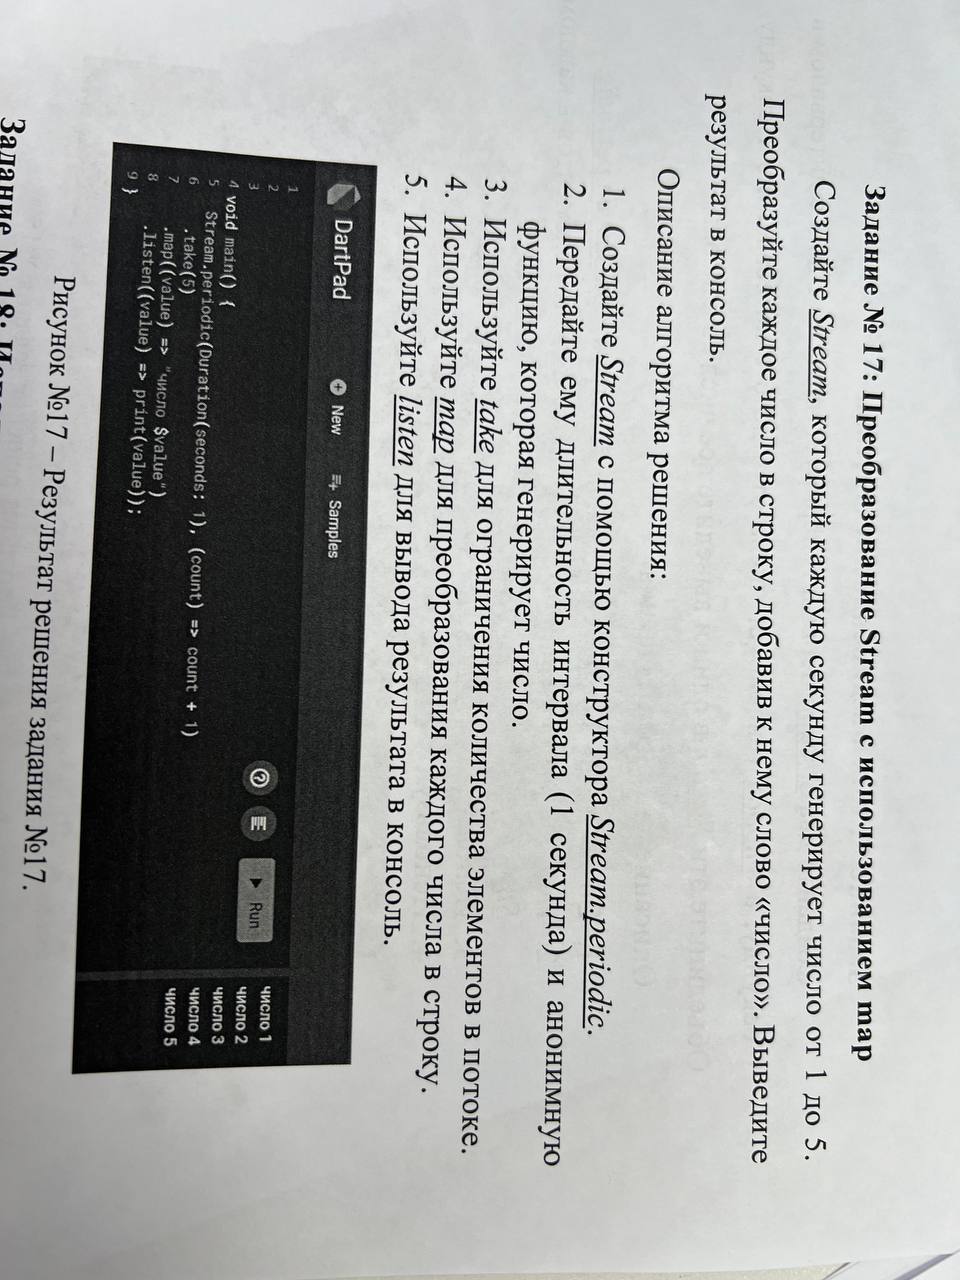 Задание № 17: Преобразование Stream с использованием map
Создайте Stream, который каждую секунду генерирует число от 1 до 5.
Преобразуйте каждое число в строку, добавив к нему слово «число». Выведите
результат в консоль.
Описание алгоритма решения:
1. Создайте Stream с помощью конструктора Stream.periodic.
2. Передайте ему длительность интервала (1 секунда) и анонимную
функцию, которая генерирует число.
3. Используйте take для ограничения количества элементов в потоке.
4. Используйте map для преобразования каждого числа в строку.
5. Используйте listen для вывода результата в консоль.
DartPad
New
Samples
Run
1
2
3
4 void main() {
5 Stream.periodic(Duration(seconds: 1), (count) => count + 1)
6 .take(5)
7 .map((value) => "число $value")
8 .listen((value) => print(value));
9 }
число 1
число 2
число 3
число 4
число 5
Рисунок №17 – Результат решения задания №17.
Задание № 18: